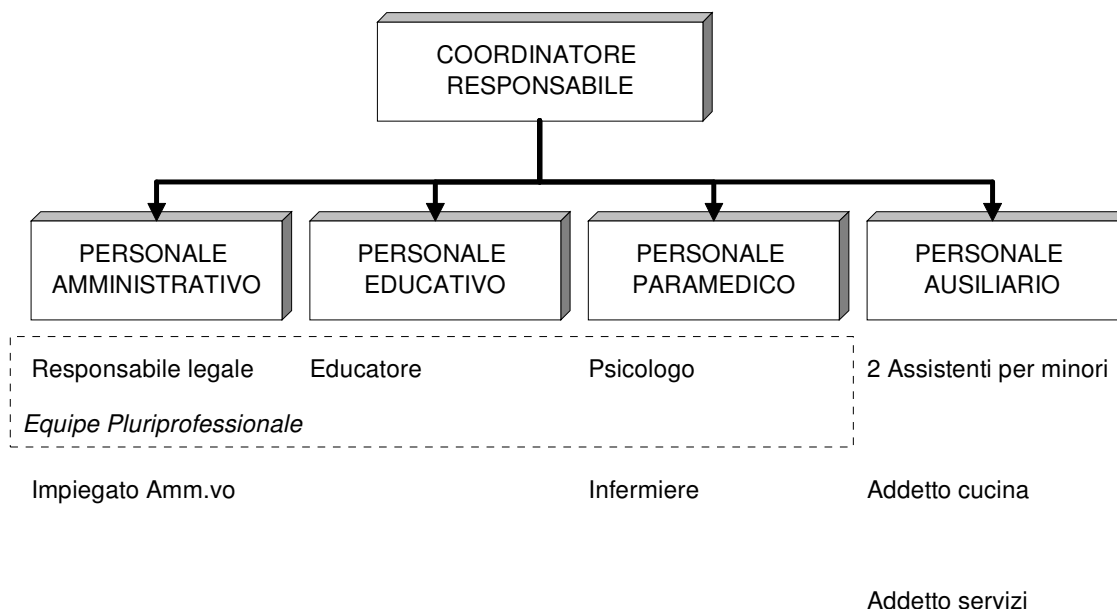 COORDINATORE
RESPONSABILE
PERSONALE
AMMINISTRATIVO
PERSONALE
EDUCATIVO
PERSONALE
PARAMEDICO
PERSONALE
AUSILIARIO
Responsabile legale
Educatore
Psicologo
2 Assistenti per minori
Equipe Pluriprofessionale
Impiegato Amm.vo
Infermiere
Addetto cucina
Addetto servizi